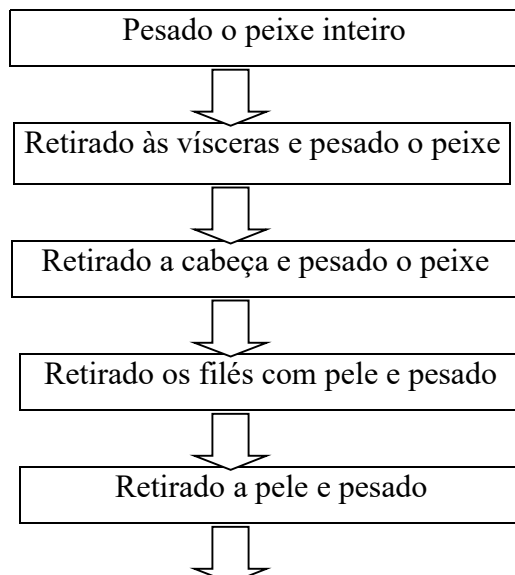 Pesado o peixe inteiro
Retirado às vísceras e pesado o peixe
Retirado a cabeça e pesado o peixe
Retirado os filés com pele e pesado
Retirado a pele e pesado